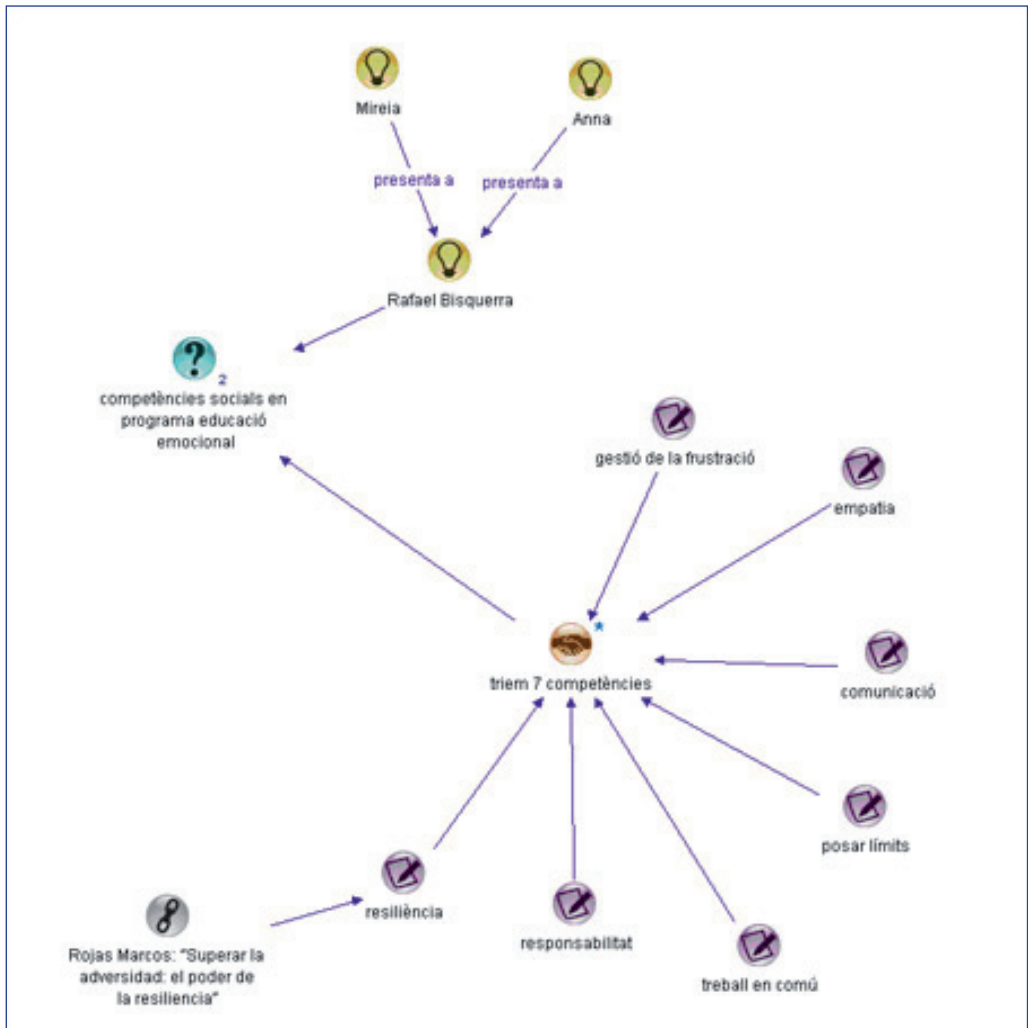 Mireia
Anna
presenta a
presenta a
Rafael Bisquerra
2
competències socials en
programa educació
emocional
gestió de la frustració
empatia
*
triem 7 competències
comunicació
posar límits
resiliència
responsabilitat
treball en comú
Rojas Marcos: "Superar la
adversidad: el poder de
la resiliencia"